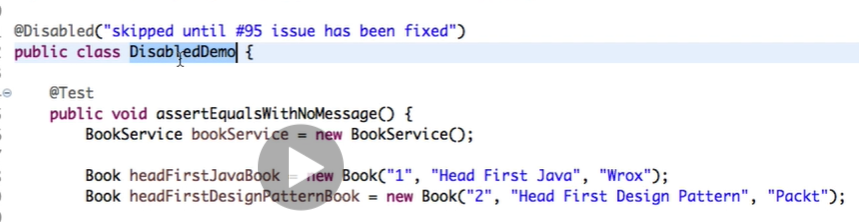 @Disabled("skipped until #95 issue has been fixed")
public class DisabledDemo {
@Test
public void assertEqualsWithNoMessage() {
BookService bookService = new BookService();
Book headFirstJavaBook = new Book("1", "Head First Java", "Wrox");
Book headFirstDesignPatternBook = new Book("2", "Head First Design Pattern", "Packt");